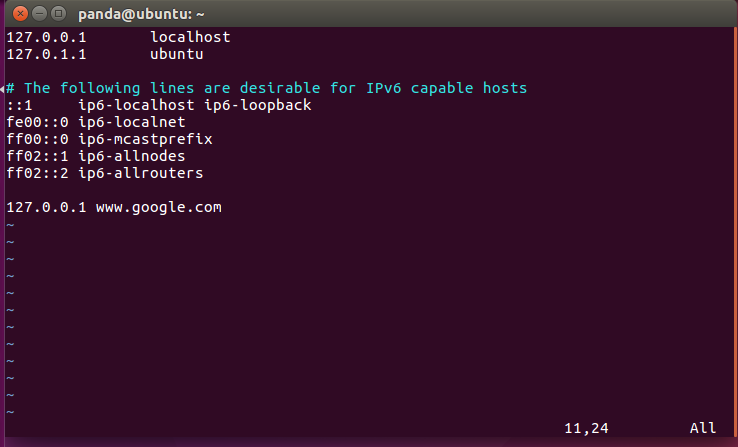 panda@ubuntu: ~
127.0.0.1       localhost
127.0.1.1       ubuntu
# The following lines are desirable for IPv6 capable hosts
::1     ip6-localhost ip6-loopback
fe00::0 ip6-localnet
ff00::0 ip6-mcastprefix
ff02::1 ip6-allnodes
ff02::2 ip6-allrouters
127.0.0.1 www.google.com
~
~
~
~
~
~
~
~
~
~
~
~
11,24         All